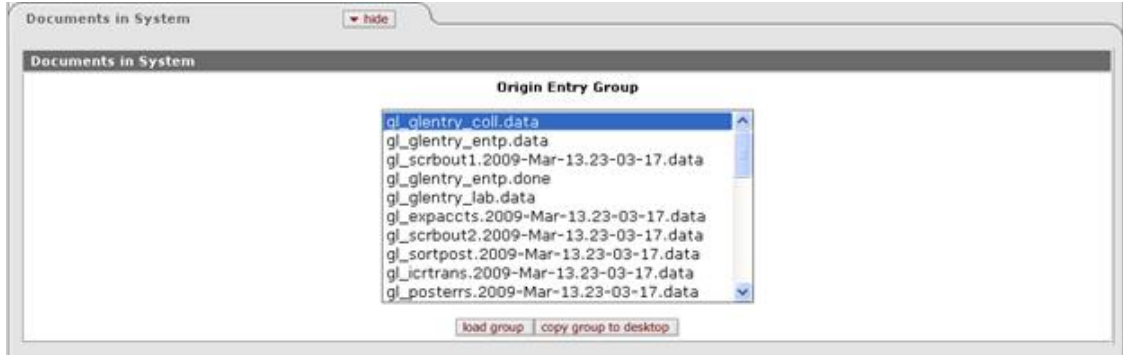 Documents in System
hide
Documents in System
Origin Entry Group
gl_glentry_coll.data
gl_glentry_entp.data
gl_scrbout1.2009-Mar-13.23-03-17.data
gl_glentry_entp.done
gl_glentry_lab.data
gl_expaccts.2009-Mar-13.23-03-17.data
gl_scrbout2.2009-Mar-13.23-03-17.data
gl_sortpost.2009-Mar-13.23-03-17.data
gl_icrtrans.2009-Mar-13.23-03-17.data
gl_posterrs.2009-Mar-13.23-03-17.data
load group copy group to desktop